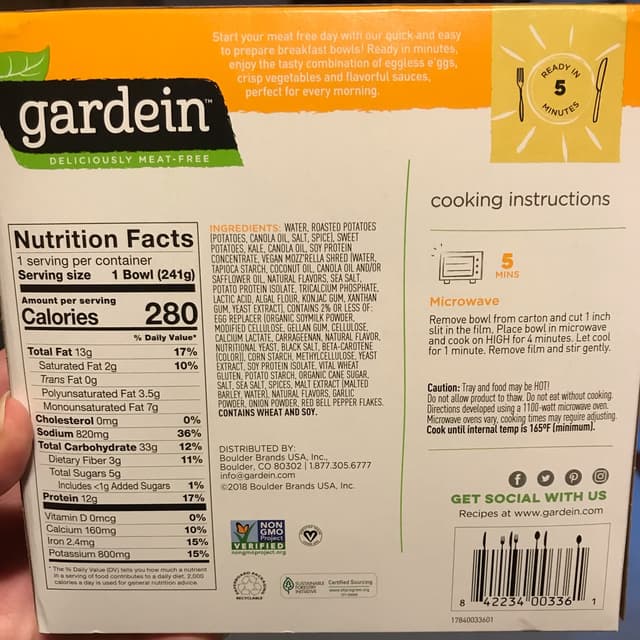 Start your meat free day with our quick and easy
to prepare breakfast bowls! Ready in minutes,
enjoy the tasty combination of eggless e'ggs,
crisp vegetables and flavorful sauces,
perfect for every morning.
READY IN
5
MINUTES
gardein™
DELICIOUSLY MEAT-FREE
Nutrition Facts
1 serving per container
Serving size 1 Bowl (241g)
Amount per serving
Calories 280
% Daily Value*
Total Fat 13g 17%
Saturated Fat 2g 10%
Trans Fat 0g
Polyunsaturated Fat 3.5g
Monounsaturated Fat 7g
Cholesterol 0mg 0%
Sodium 820mg 36%
Total Carbohydrate 33g 12%
Dietary Fiber 3g 11%
Total Sugars 5g
Includes <1g Added Sugars 1%
Protein 12g 17%
Vitamin D 0mcg 0%
Calcium 160mg 10%
Iron 2.4mg 15%
Potassium 800mg 15%
* The % Daily Value (DV) tells you how much a nutrient
in a serving of food contributes to a daily diet. 2,000
calories a day is used for general nutrition advice.
INGREDIENTS: WATER, ROASTED POTATOES
(POTATOES, CANOLA OIL, SALT, SPICE), SWEET
POTATOES, KALE, CANOLA OIL, SOY PROTEIN
CONCENTRATE, VEGAN MOZZ'RELLA SHRED (WATER,
TAPIOCA STARCH, COCONUT OIL, CANOLA OIL AND/OR
SAFFLOWER OIL, NATURAL FLAVORS, SEA SALT,
POTATO PROTEIN ISOLATE, TRICALCIUM PHOSPHATE,
LACTIC ACID, ALGAL FLOUR, KONJAC GUM, XANTHAN
GUM, YEAST EXTRACT), CONTAINS 2% OR LESS OF:
EGG REPLACER (ORGANIC SOYMILK POWDER,
MODIFIED CELLULOSE, GELLAN GUM, CELLULOSE,
CALCIUM LACTATE, CARRAGEENAN, NATURAL FLAVOR,
NUTRITIONAL YEAST, BLACK SALT, BETA-CAROTENE
[COLOR]), CORN STARCH, METHYLCELLULOSE, YEAST
EXTRACT, SOY PROTEIN ISOLATE, VITAL WHEAT
GLUTEN, POTATO STARCH, ORGANIC CANE SUGAR,
SALT, SEA SALT, SPICES, MALT EXTRACT (MALTED
BARLEY, WATER), NATURAL FLAVORS, GARLIC
POWDER, ONION POWDER, RED BELL PEPPER FLAKES.
CONTAINS WHEAT AND SOY.
DISTRIBUTED BY:
Boulder Brands USA, Inc.,
Boulder, CO 80302 | 1.877.305.6777
info@gardein.com
©2018 Boulder Brands USA, Inc.
NON
GMO
Project
VERIFIED
nongmoproject.org
RECYCLABLE
SUSTAINABLE
FORESTRY
INITIATIVE
Certified Sourcing
www.sfiprogram.org
cooking instructions
5
MINS
Microwave
Remove bowl from carton and cut 1 inch
slit in the film. Place bowl in microwave
and cook on HIGH for 4 minutes. Let cool
for 1 minute. Remove film and stir gently.
Caution: Tray and food may be HOT!
Do not allow product to thaw. Do not eat without cooking.
Directions developed using a 1100-watt microwave oven.
Microwave ovens vary, cooking times may require adjusting.
Cook until internal temp is 165ºF (minimum).
GET SOCIAL WITH US
Recipes at www.gardein.com
8 42234 00336 1
17840033601